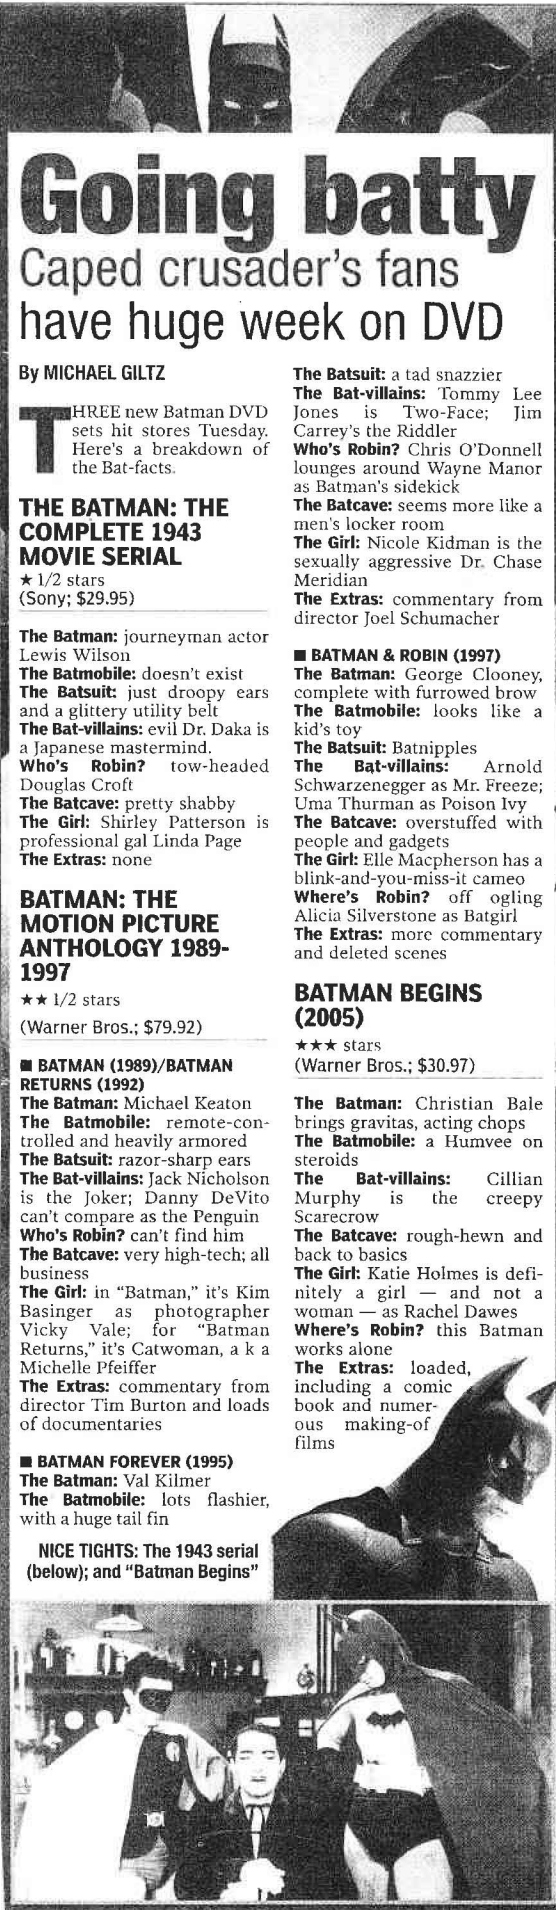 Going batty
Caped crusader's fans
have huge week on DVD
By MICHAEL GILTZ
THREE new Batman DVD
sets hit stores Tuesday.
Here's a breakdown of
the Bat-facts.
THE BATMAN: THE
COMPLETE 1943
MOVIE SERIAL
★ 1/2 stars
(Sony; $29.95)
The Batman: journeyman actor
Lewis Wilson
The Batmobile: doesn't exist
The Batsuit: just droopy ears
and a glittery utility belt
The Bat-villains: evil Dr. Daka is
a Japanese mastermind.
Who's Robin? tow-headed
Douglas Croft
The Batcave: pretty shabby
The Girl: Shirley Patterson is
professional gal Linda Page
The Extras: none
BATMAN: THE
MOTION PICTURE
ANTHOLOGY 1989-
1997
★★ 1/2 stars
(Warner Bros.; $79.92)
■ BATMAN (1989)/BATMAN
RETURNS (1992)
The Batman: Michael Keaton
The Batmobile: remote-con-
trolled and heavily armored
The Batsuit: razor-sharp ears
The Bat-villains: Jack Nicholson
is the Joker; Danny DeVito
can't compare as the Penguin
Who's Robin? can't find him
The Batcave: very high-tech; all
business
The Girl: in "Batman," it's Kim
Basinger as photographer
Vicky Vale; for "Batman
Returns," it's Catwoman, a k a
Michelle Pfeiffer
The Extras: commentary from
director Tim Burton and loads
of documentaries
■ BATMAN FOREVER (1995)
The Batman: Val Kilmer
The Batmobile: lots flashier,
with a huge tail fin
The Batsuit: a tad snazzier
The Bat-villains: Tommy Lee
Jones is Two-Face; Jim
Carrey's the Riddler
Who's Robin? Chris O'Donnell
lounges around Wayne Manor
as Batman's sidekick
The Batcave: seems more like a
men's locker room
The Girl: Nicole Kidman is the
sexually aggressive Dr. Chase
Meridian
The Extras: commentary from
director Joel Schumacher
■ BATMAN & ROBIN (1997)
The Batman: George Clooney,
complete with furrowed brow
The Batmobile: looks like a
kid's toy
The Batsuit: Batnipples
The Bat-villains: Arnold
Schwarzenegger as Mr. Freeze;
Uma Thurman as Poison Ivy
The Batcave: overstuffed with
people and gadgets
The Girl: Elle Macpherson has a
blink-and-you-miss-it cameo
Where's Robin? off ogling
Alicia Silverstone as Batgirl
The Extras: more commentary
and deleted scenes
BATMAN BEGINS
(2005)
★★★ stars
(Warner Bros.; $30.97)
The Batman: Christian Bale
brings gravitas, acting chops
The Batmobile: a Humvee on
steroids
The Bat-villains: Cillian
Murphy is the creepy
Scarecrow
The Batcave: rough-hewn and
back to basics
The Girl: Katie Holmes is defi-
nitely a girl — and not a
woman — as Rachel Dawes
Where's Robin? this Batman
works alone
The Extras: loaded,
including a comic
book and numer-
ous making-of
films
NICE TIGHTS: The 1943 serial
(below); and "Batman Begins"